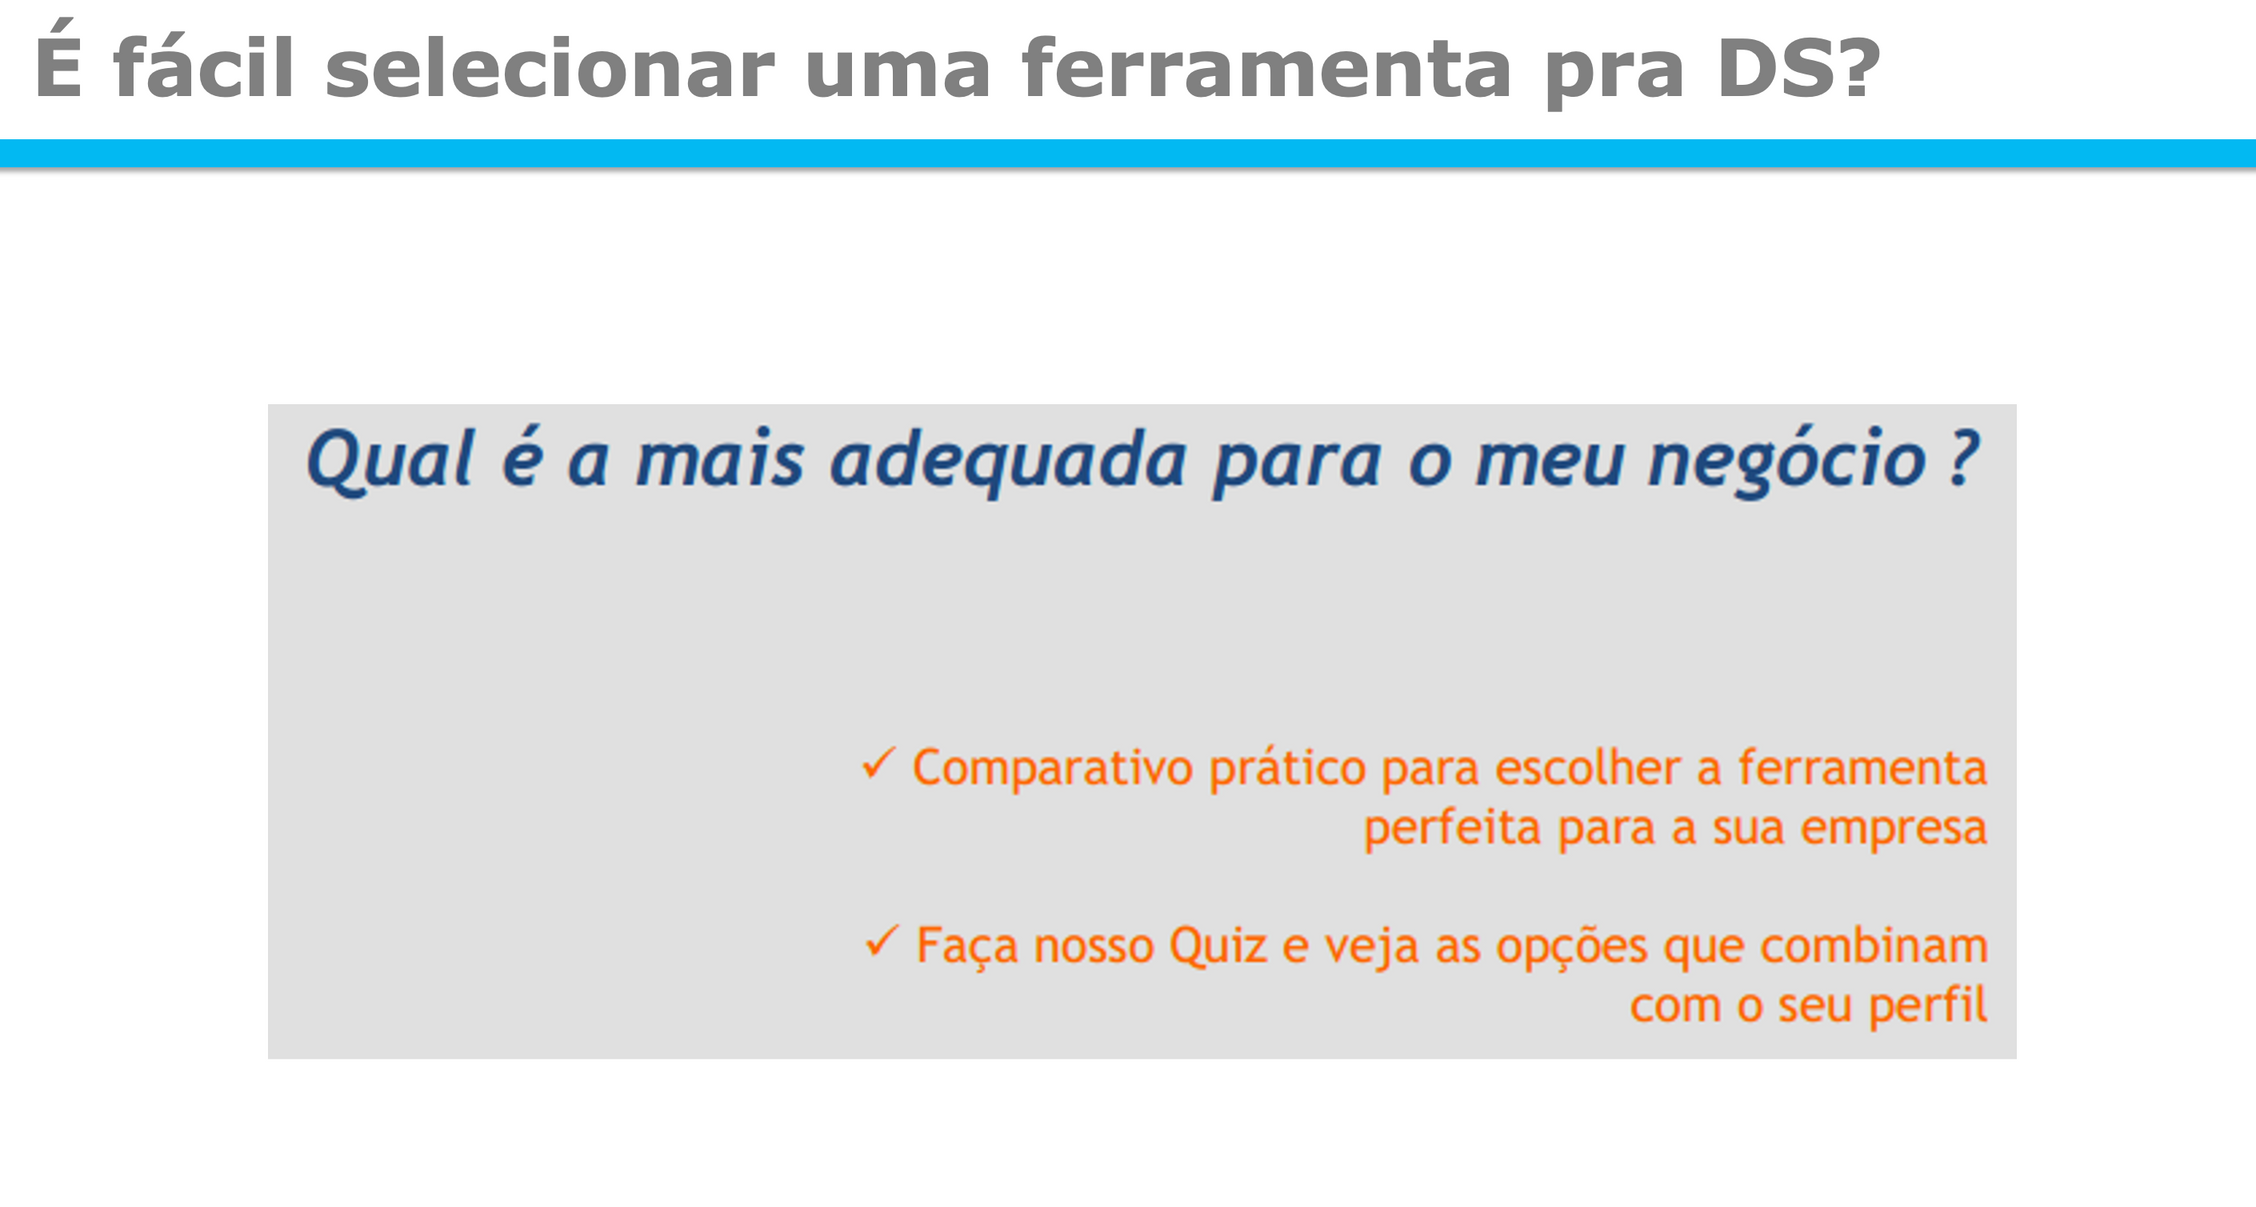 É fácil selecionar uma ferramenta pra DS?
Qual é a mais adequada para o meu negócio ?
✓ Comparativo prático para escolher a ferramenta
perfeita para a sua empresa
✓ Faça nosso Quiz e veja as opções que combinam
com o seu perfil